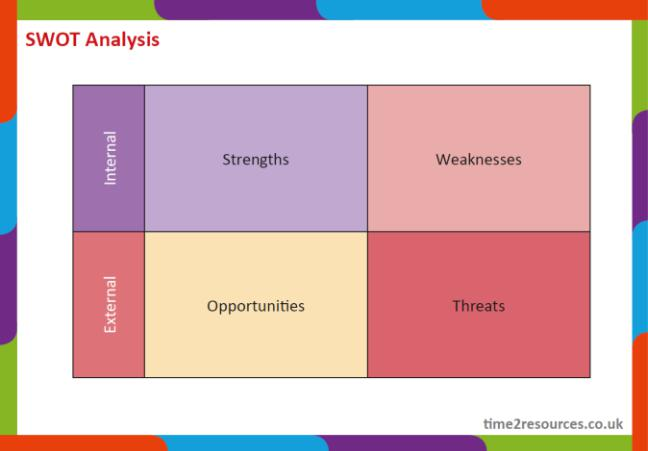 SWOT Analysis
Internal
Strengths
Weaknesses
External
Opportunities
Threats
time2resources.co.uk